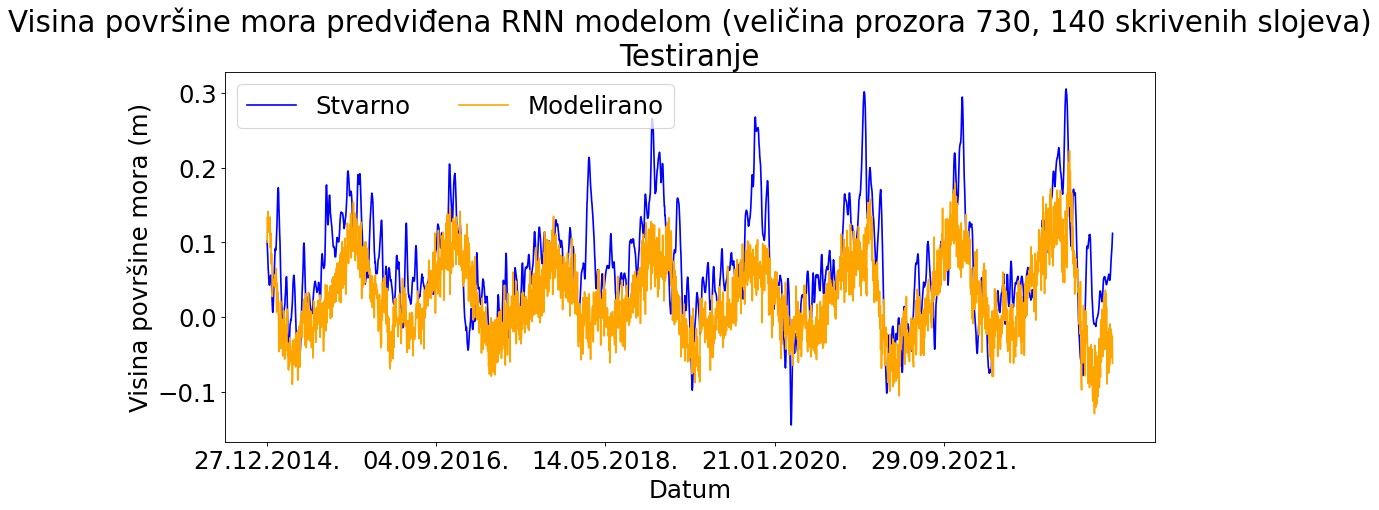 Visina površine mora predviđena RNN modelom (veličina prozora 730, 140 skrivenih slojeva)
Testiranje
Stvarno
Modelirano
Visina površine mora (m)
0.3
0.2
0.1
0.0
−0.1
27.12.2014.
04.09.2016.
14.05.2018.
21.01.2020.
29.09.2021.
Datum